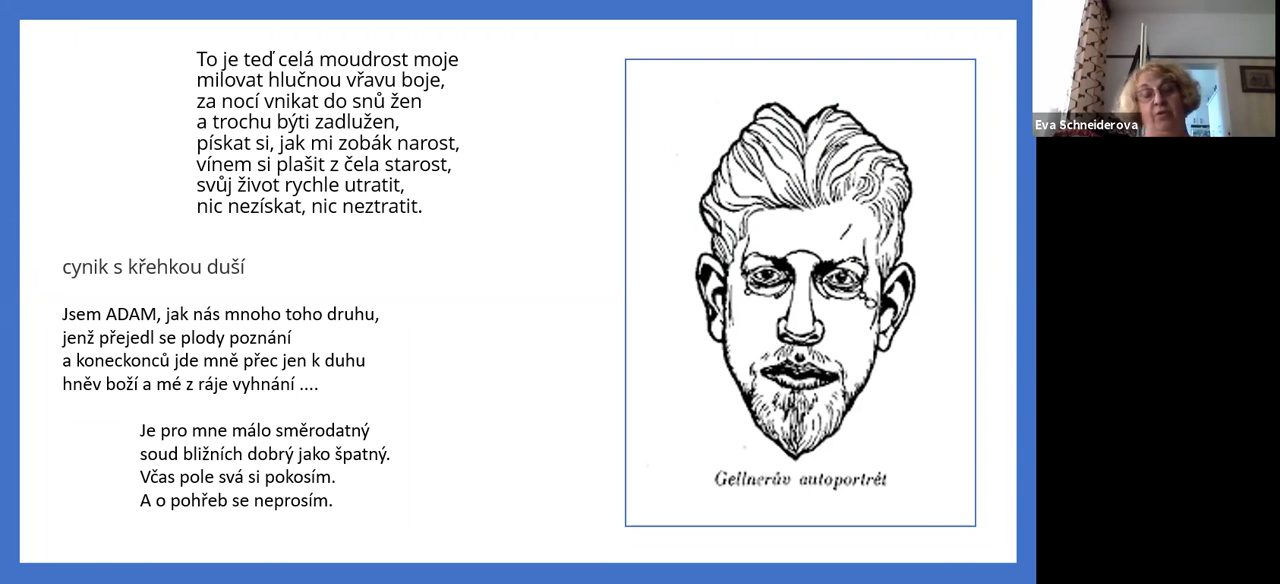 To je teď celá moudrost moje
milovat hlučnou vřavu boje,
za nocí vnikat do snů žen
a trochu býti zadlužen,
pískat si, jak mi zobák narost,
vínem si plašit z čela starost,
svůj život rychle utratit,
nic nezískat, nic neztratit.
cynik s křehkou duší
Jsem ADAM, jak nás mnoho toho druhu,
jenž přejedl se plody poznání
a koneckonců jde mně přec jen k duhu
hněv boží a mé z ráje vyhnání ....
Je pro mne málo směrodatný
soud bližních dobrý jako špatný.
Včas pole svá si pokosím.
A o pohřeb se neprosím.
Gellnerův autoportrét
Eva Schneiderova